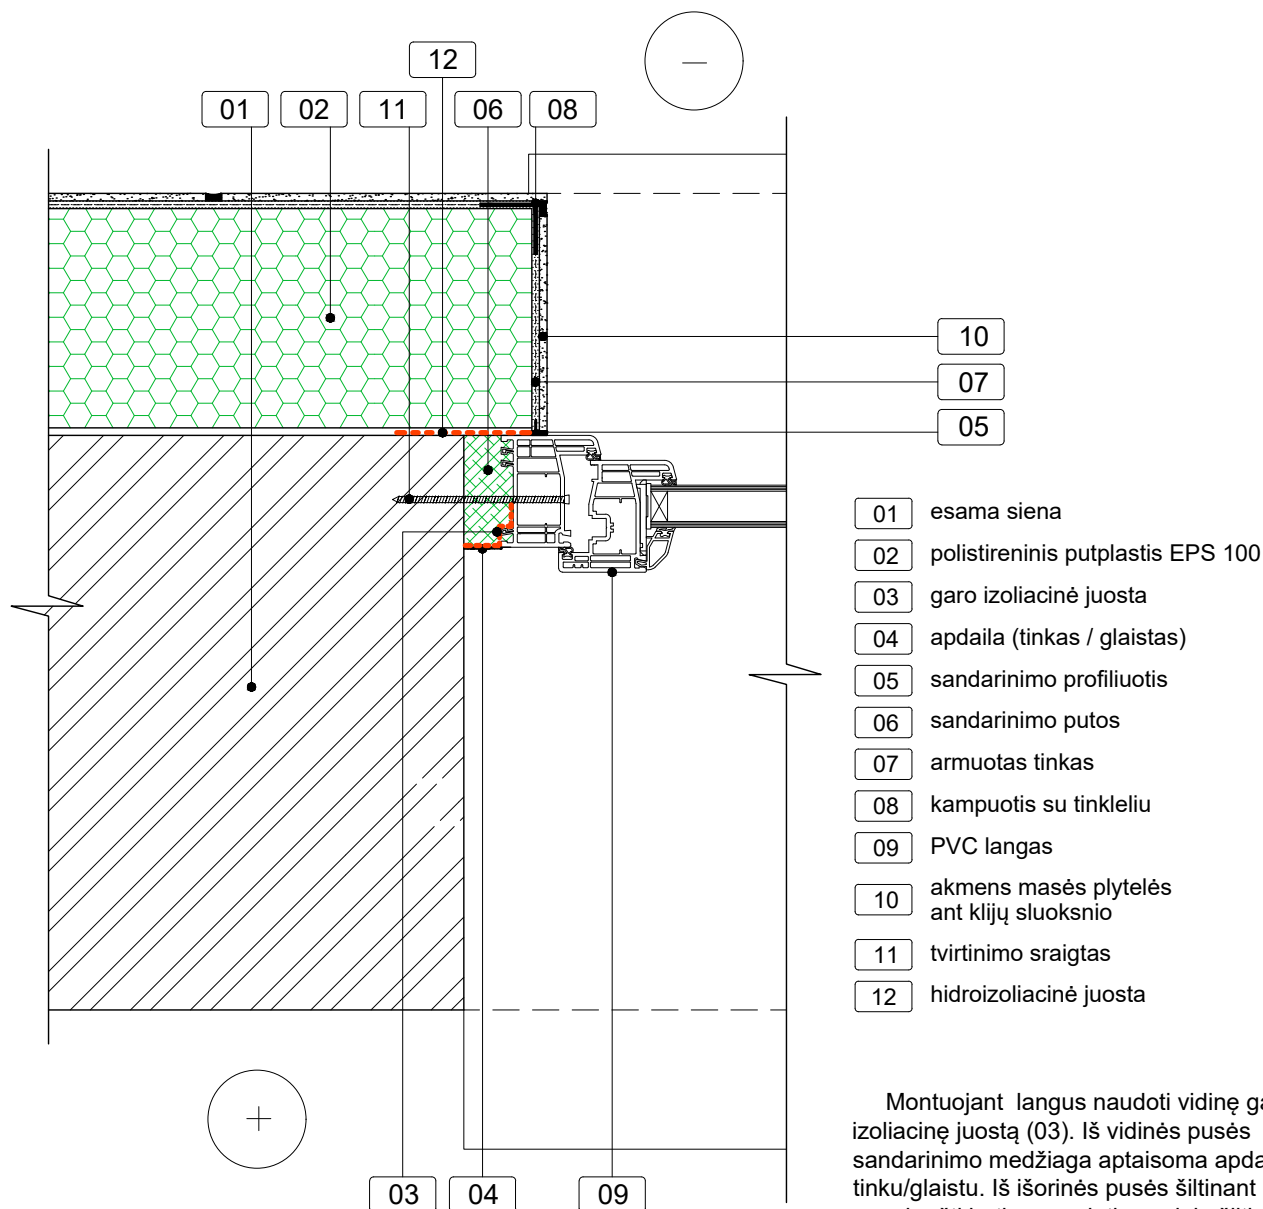 12
–
01 02 11 06 08
10
07
05
01 esama siena
02 polistireninis putplastis EPS 100
03 garo izoliacinė juosta
04 apdaila (tinkas / glaistas)
05 sandarinimo profiliuotis
06 sandarinimo putos
07 armuotas tinkas
08 kampuotis su tinkleliu
09 PVC langas
10 akmens masės plytelės
ant klijų sluoksnio
11 tvirtinimo sraigtas
12 hidroizoliacinė juosta
+
Montuojant langus naudoti vidinę
izoliacinę juostą (03). Iš vidinės pusės
sandarinimo medžiaga aptaisoma
tinku/glaistu. Iš išorinės pusės šiltinant
03 04 09